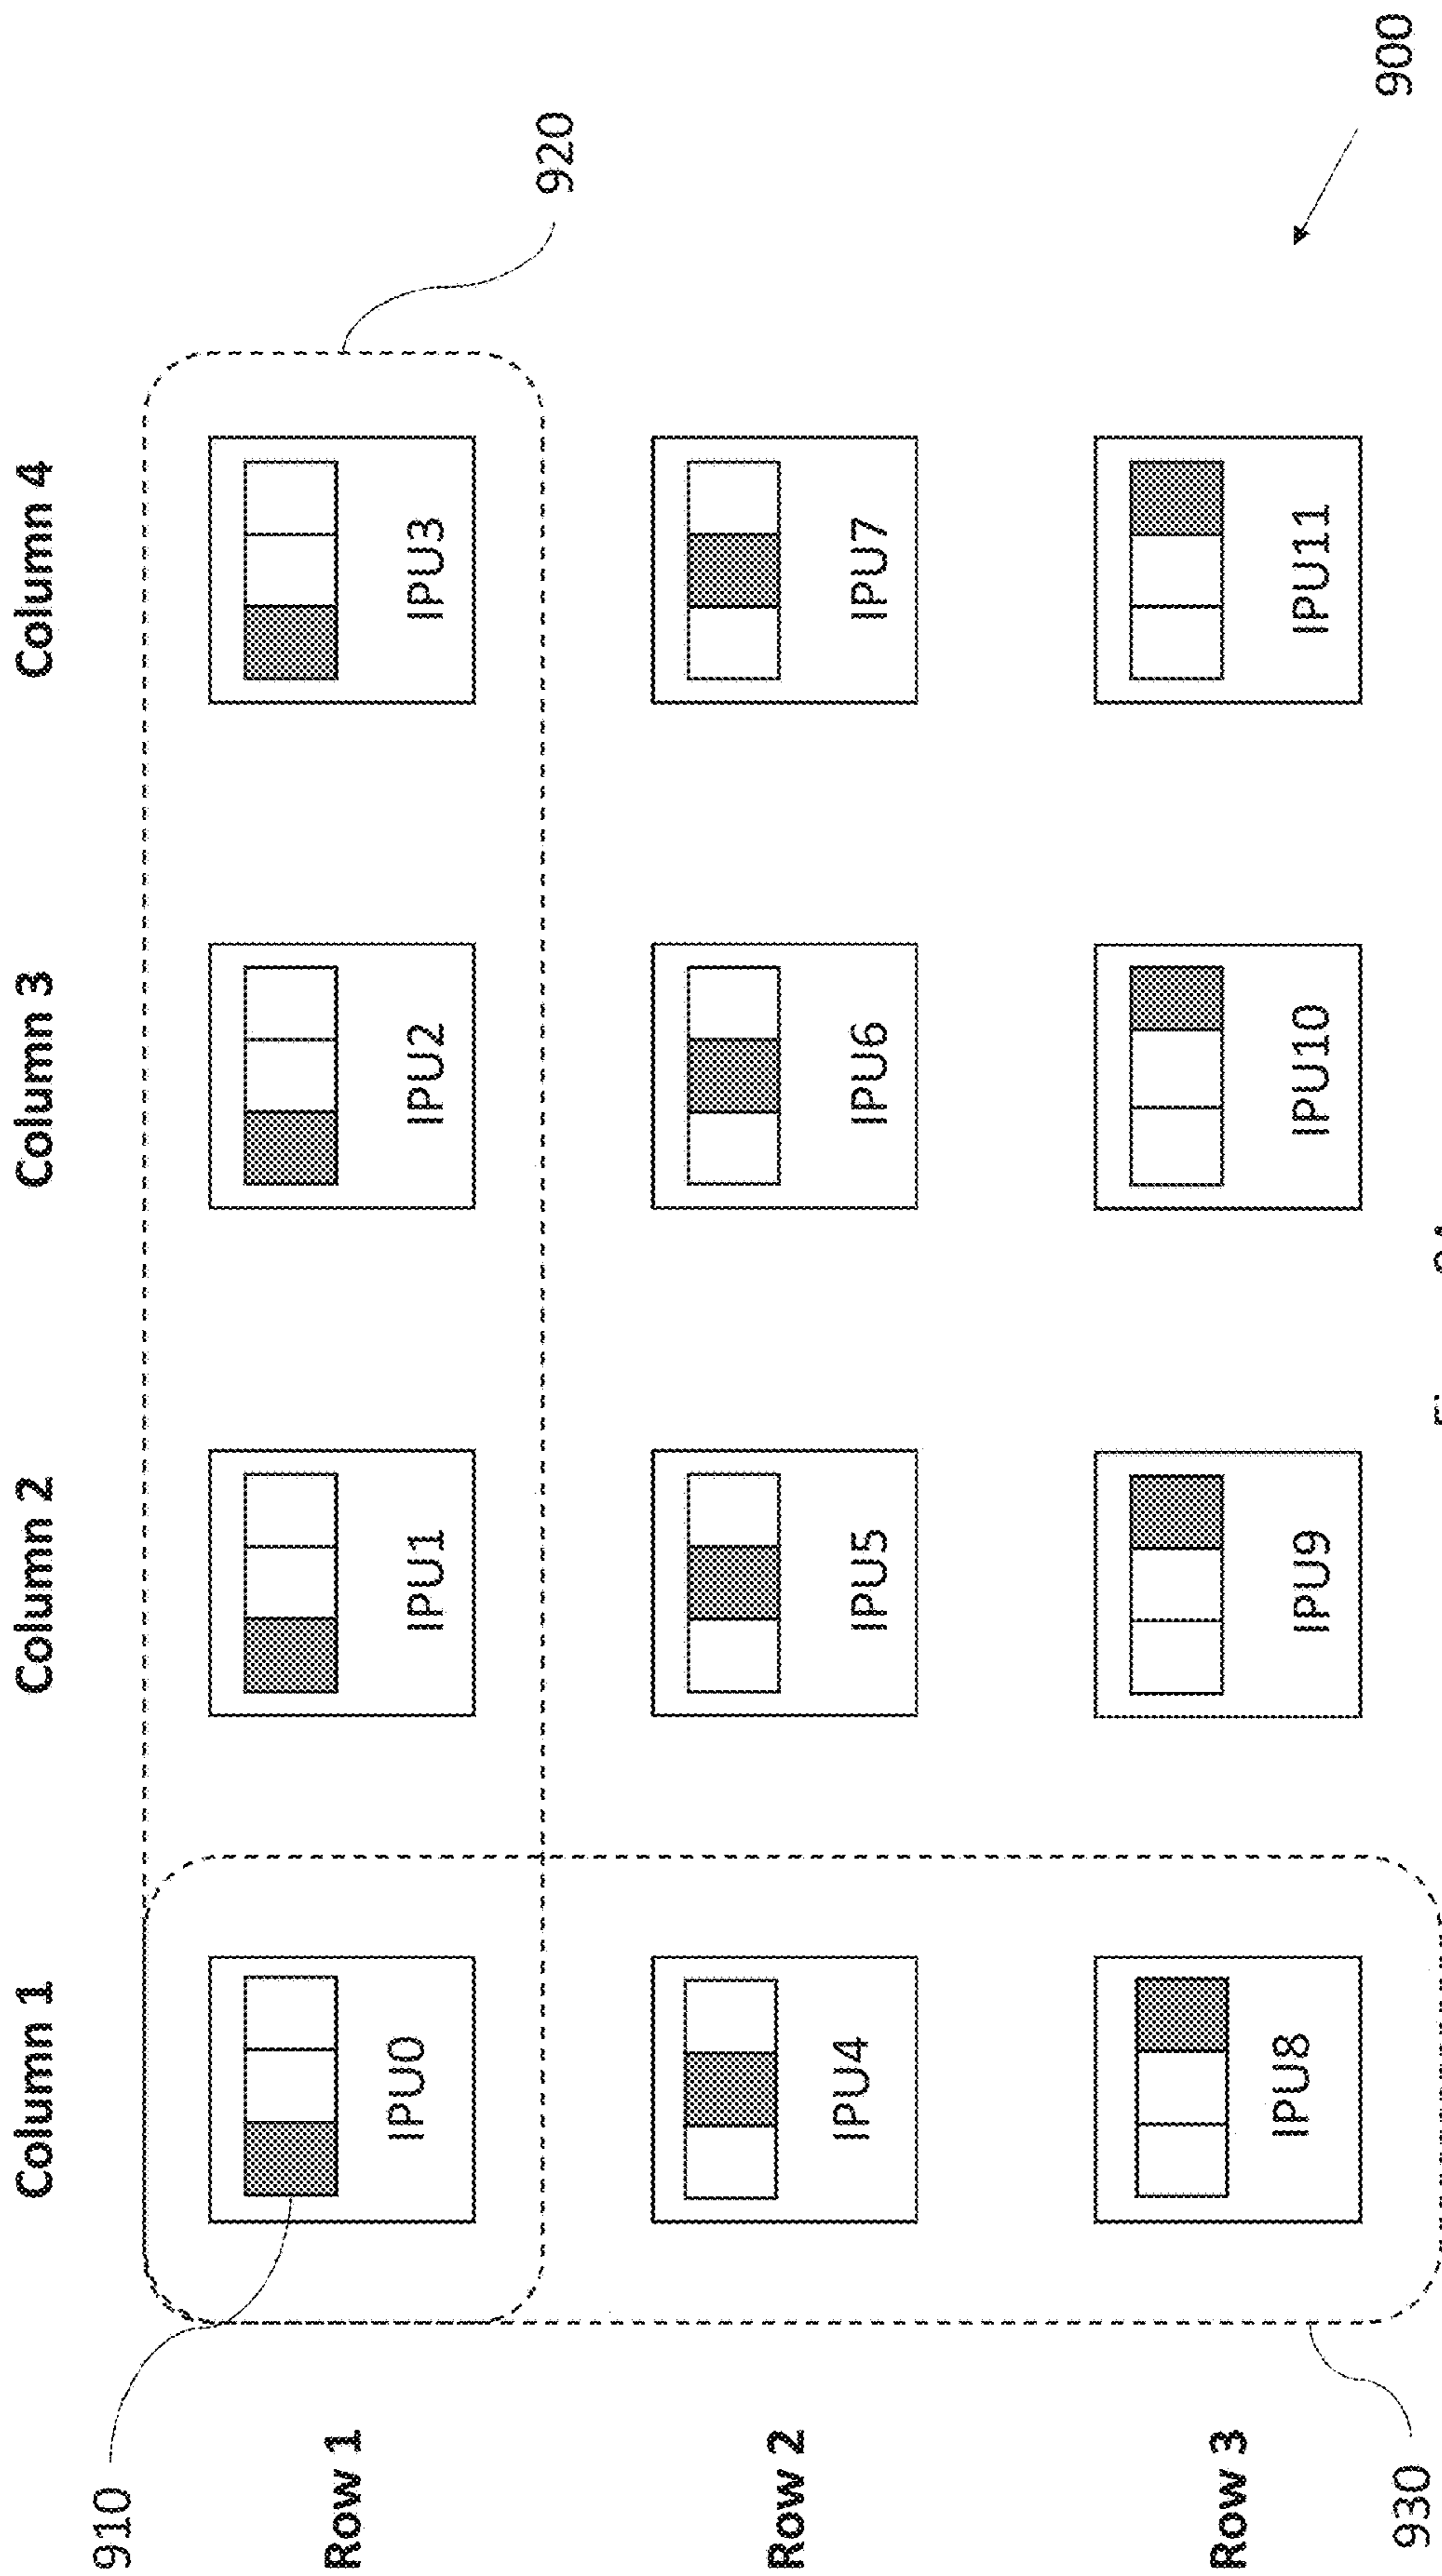 Column 1
Column 2
Column 3
Column 4
910
920
Row 1
IPU0
IPU1
IPU2
IPU3
Row 2
IPU4
IPU5
IPU6
IPU7
Row 3
IPU8
IPU9
IPU10
IPU11
930
900